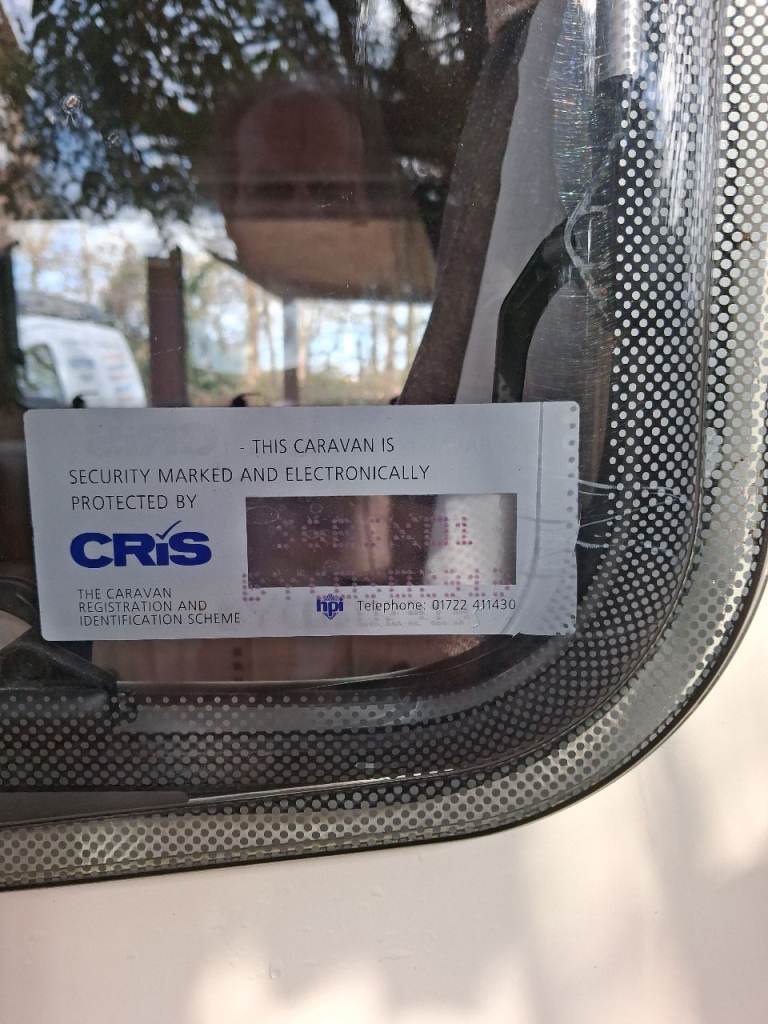 - THIS CARAVAN IS
SECURITY MARKED AND ELECTRONICALLY
PROTECTED BY
CRiS
THE CARAVAN
REGISTRATION AND
IDENTIFICATION SCHEME
hpi Telephone: 01722 411430